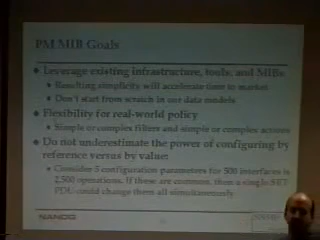 PM MIB Goals
Leverage existing infrastructure, tools, and MIBs
Resulting simplicity will accelerate time to market
Don't start from scratch in our data models
Flexibility for real-world policy
Simple or complex filters and simple or complex actions
Do not underestimate the power of configuring by
reference versus by value:
Consider 5 configuration parameters for 500 interfaces is
2,500 operations. If these are common, then a single SET
PDU could change them all simultaneously.
NANOG